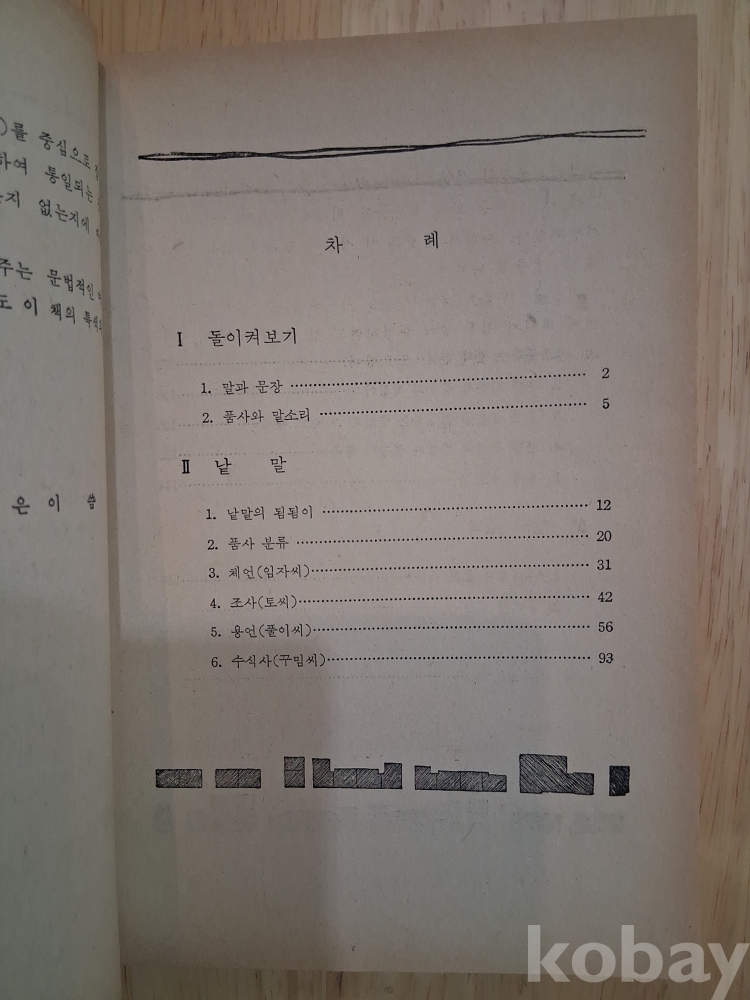 )를 중심으로
하여 통일되는
는지 없는지에
주는 문법적인
도 이 책의 특색
은 이 씀
차 례
Ⅰ 돌이켜보기
1. 말과 문장 2
2. 품사와 말소리 5
Ⅱ 낱 말
1. 낱말의 됨됨이 12
2. 품사 분류 20
3. 체언(임자씨) 31
4. 조사(토씨) 42
5. 용언(풀이씨) 56
6. 수식사(꾸밈씨) 93
kobay